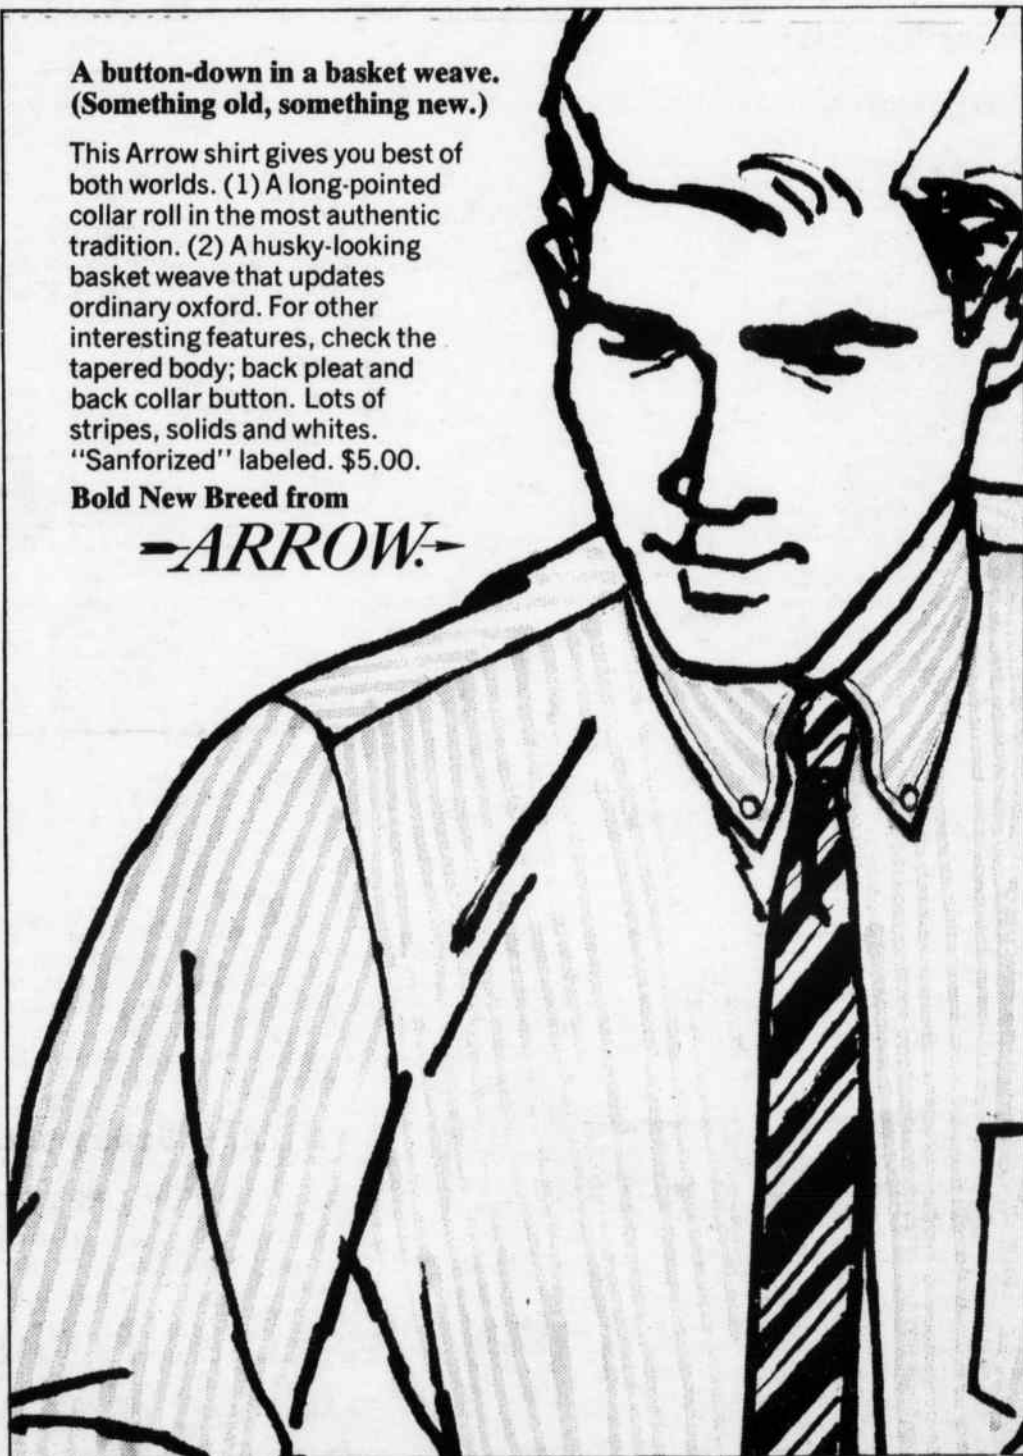 A button-down in a basket weave.
(Something old, something new.)
This Arrow shirt gives you best of
both worlds. (1) A long-pointed
collar roll in the most authentic
tradition. (2) A husky-looking
basket weave that updates
ordinary oxford. For other
interesting features, check the
tapered body; back pleat and
back collar button. Lots of
stripes, solids and whites.
"Sanforized" labeled. $5.00.
Bold New Breed from
ARROW.